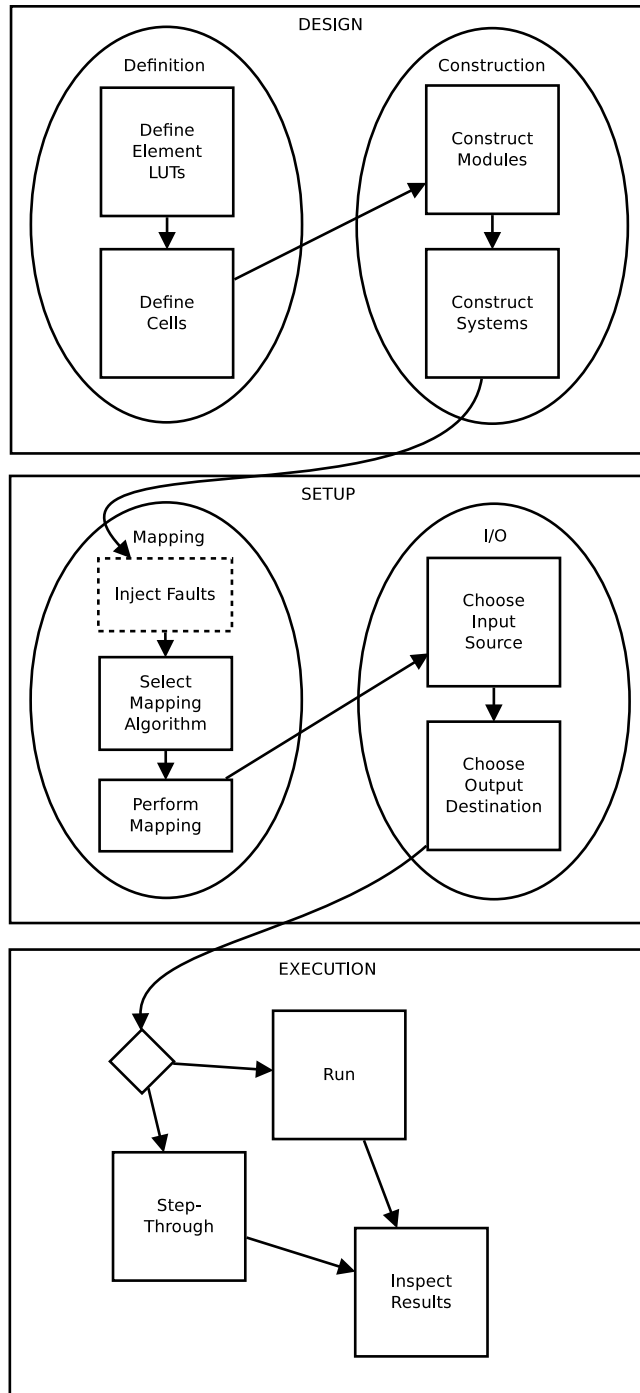 DESIGN
Definition
Define
Element
LUTs
Define
Cells
Construction
Construct
Modules
Construct
Systems
SETUP
Mapping
Inject Faults
Select
Mapping
Algorithm
Perform
Mapping
I/O
Choose
Input
Source
Choose
Output
Destination
EXECUTION
Run
Step-
Through
Inspect
Results